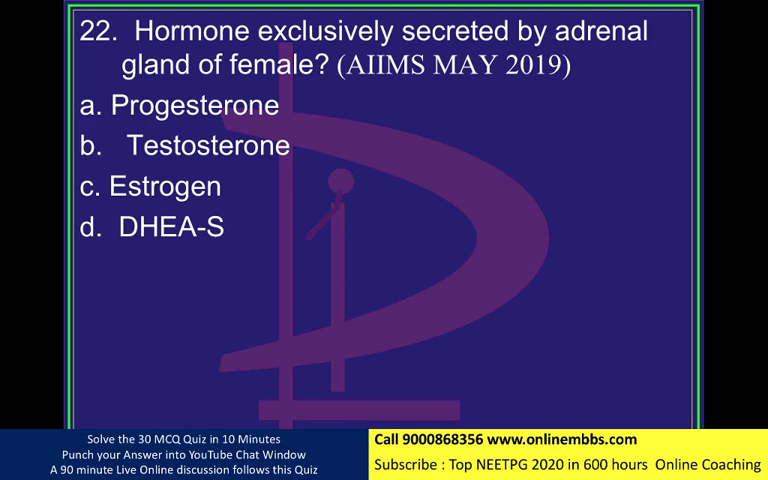 22. Hormone exclusively secreted by adrenal
gland of female? (AIIMS MAY 2019)
a. Progesterone
b. Testosterone
c. Estrogen
d. DHEA-S
Solve the 30 MCQ Quiz in 10 Minutes
Punch your Answer into YouTube Chat Window
A 90 minute Live Online discussion follows this Quiz
Call 9000868356 www.onlinembbs.com
Subscribe : Top NEETPG 2020 in 600 hours Online Coaching